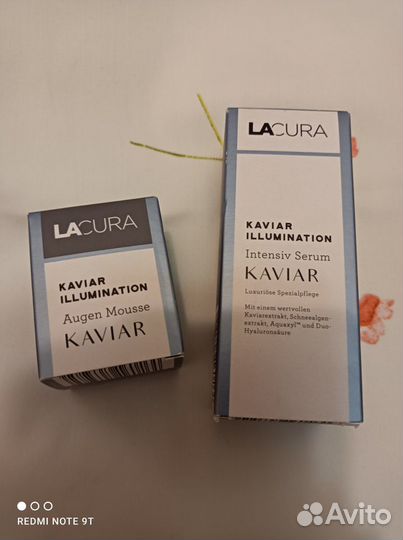 LACURA
KAVIAR
ILLUMINATION
Augen Mousse
KAVIAR
LACURA
KAVIAR
ILLUMINATION
Intensiv Serum
KAVIAR
Luxuriöse Spezialpflege
Mit einem wertvollen
Kaviarextrakt, Schneealgen-
extrakt, Aquaxyl™ und Duo-
Hyaluronsäure
REDMI NOTE 9T
Avito